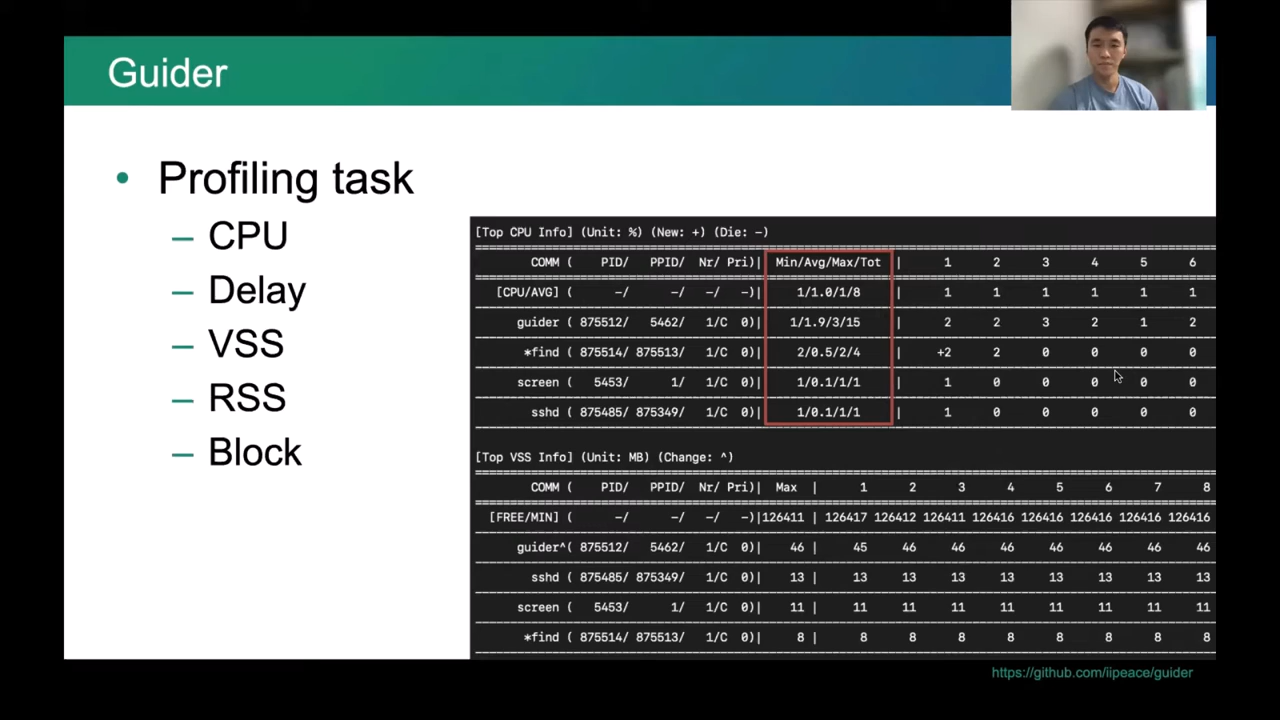 Guider
• Profiling task
– CPU
– Delay
– VSS
– RSS
– Block
[Top CPU Info] (Unit: %) (New: +) (Die: -)
COMM ( PID/ PPID/ Nr/ Pri)| Min/Avg/Max/Tot | 1 2 3 4 5 6
[CPU/AVG] ( -/ -/ -/ -)| 1/1.0/1/8 | 1 1 1 1 1 1
guider ( 875512/ 5462/ 1/C 0)| 1/1.9/3/15 | 2 2 3 2 1 2
*find ( 875514/ 875513/ 1/C 0)| 2/0.5/2/4 | +2 2 0 0 0 0
screen ( 5453/ 1/ 1/C 0)| 1/0.1/1/1 | 1 0 0 0 0 0
sshd ( 875485/ 875349/ 1/C 0)| 1/0.1/1/1 | 1 0 0 0 0 0
[Top VSS Info] (Unit: MB) (Change: ^)
COMM ( PID/ PPID/ Nr/ Pri)| Max | 1 2 3 4 5 6 7 8
[FREE/MIN] ( -/ -/ -/ -)|126411 | 126417 126412 126411 126416 126416 126416 126416 126416
guider^( 875512/ 5462/ 1/C 0)| 46 | 45 46 46 46 46 46 46 46
sshd ( 875485/ 875349/ 1/C 0)| 13 | 13 13 13 13 13 13 13 13
screen ( 5453/ 1/ 1/C 0)| 11 | 11 11 11 11 11 11 11 11
*find ( 875514/ 875513/ 1/C 0)| 8 | 8 8 8 8 8 8 8 8
https://github.com/iipeace/guider